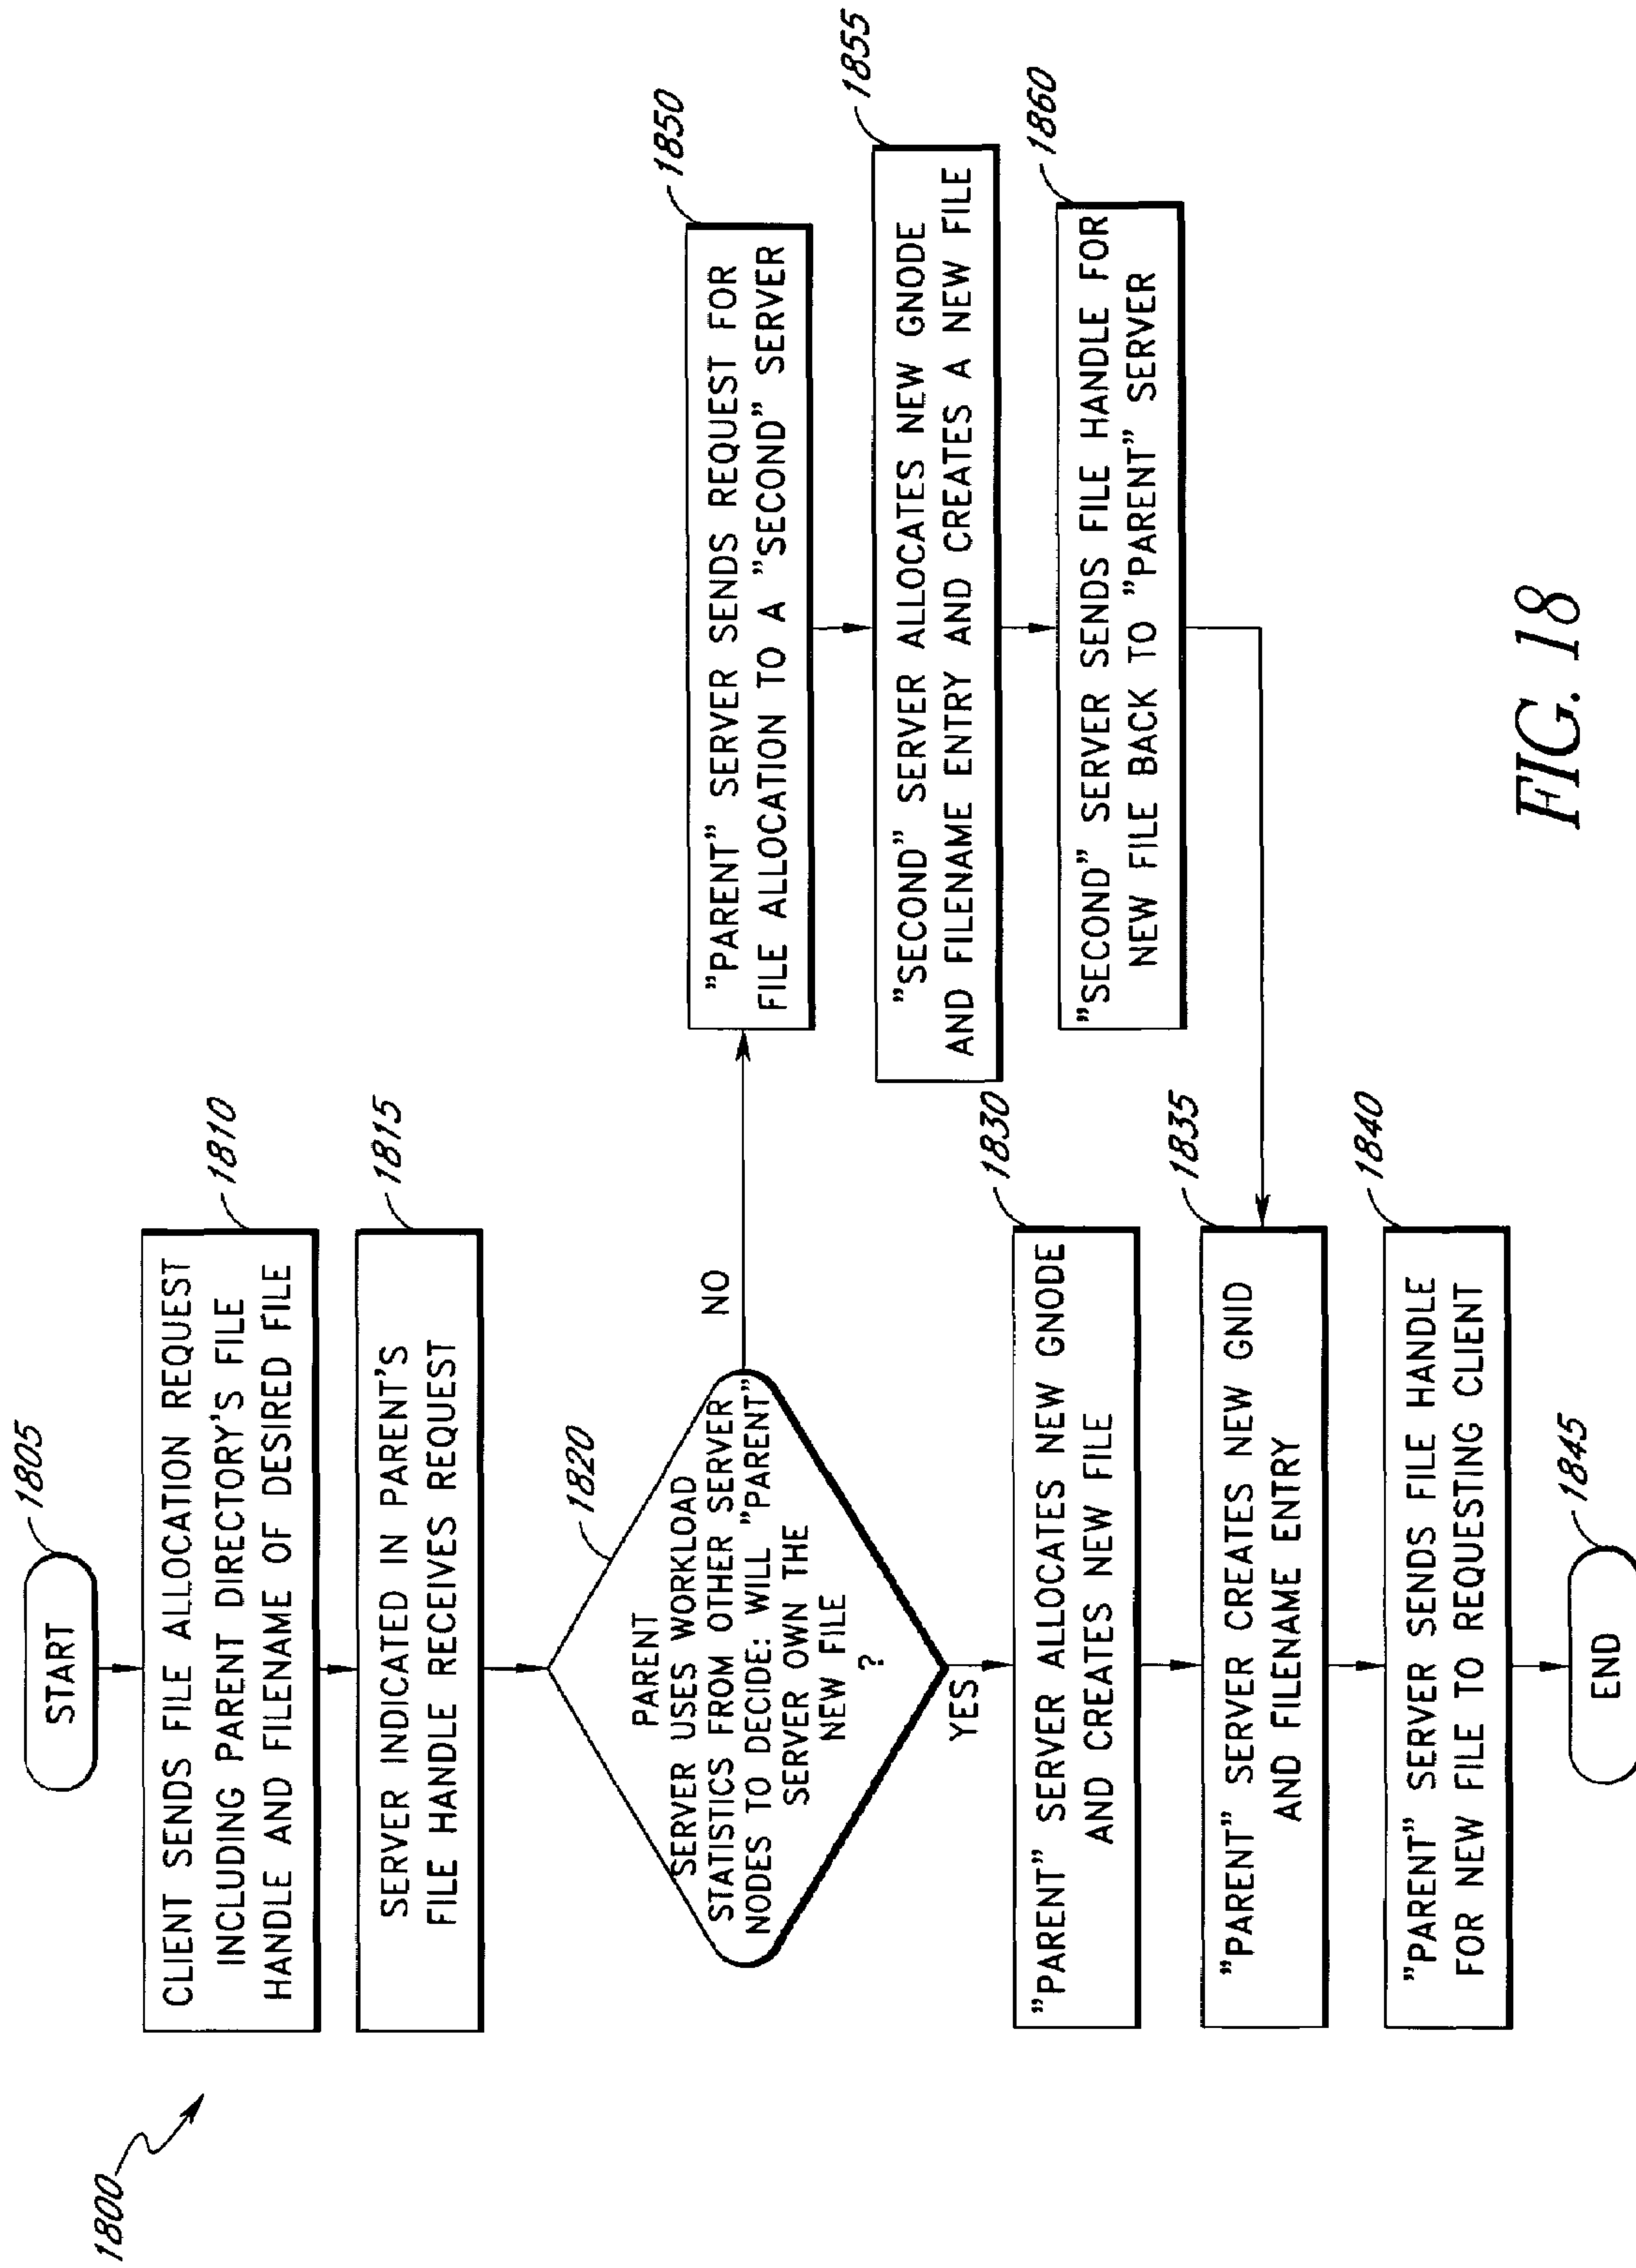 1800
START
1805
CLIENT SENDS FILE ALLOCATION REQUEST
INCLUDING PARENT DIRECTORY'S FILE
HANDLE AND FILENAME OF DESIRED FILE
1810
SERVER INDICATED IN PARENT'S
FILE HANDLE RECEIVES REQUEST
1815
PARENT
SERVER USES WORKLOAD
STATISTICS FROM OTHER SERVER
NODES TO DECIDE: WILL "PARENT"
SERVER OWN THE
NEW FILE
?
1820
NO
YES
"PARENT" SERVER ALLOCATES NEW GNODE
AND CREATES NEW FILE
1830
"PARENT" SERVER CREATES NEW GNID
AND FILENAME ENTRY
1835
"PARENT" SERVER SENDS FILE HANDLE
FOR NEW FILE TO REQUESTING CLIENT
1840
END
1845
"PARENT" SERVER SENDS REQUEST FOR
FILE ALLOCATION TO A "SECOND" SERVER
1850
"SECOND" SERVER ALLOCATES NEW GNODE
AND FILENAME ENTRY AND CREATES A NEW FILE
1855
"SECOND" SERVER SENDS FILE HANDLE FOR
NEW FILE BACK TO "PARENT" SERVER
1860
FIG. 18